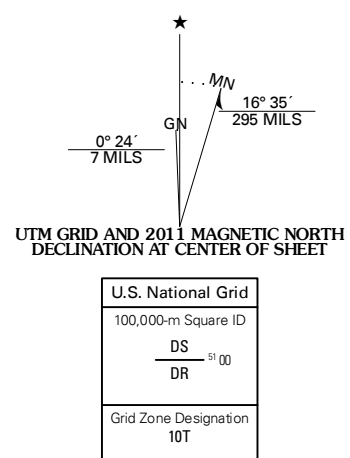 ★
MN
16° 35´
295 MILS
GN
0° 24´
7 MILS
UTM GRID AND 2011 MAGNETIC NORTH
DECLINATION AT CENTER OF SHEET
U.S. National Grid
100,000-m Square ID
DS
51 00
DR
Grid Zone Designation
10T